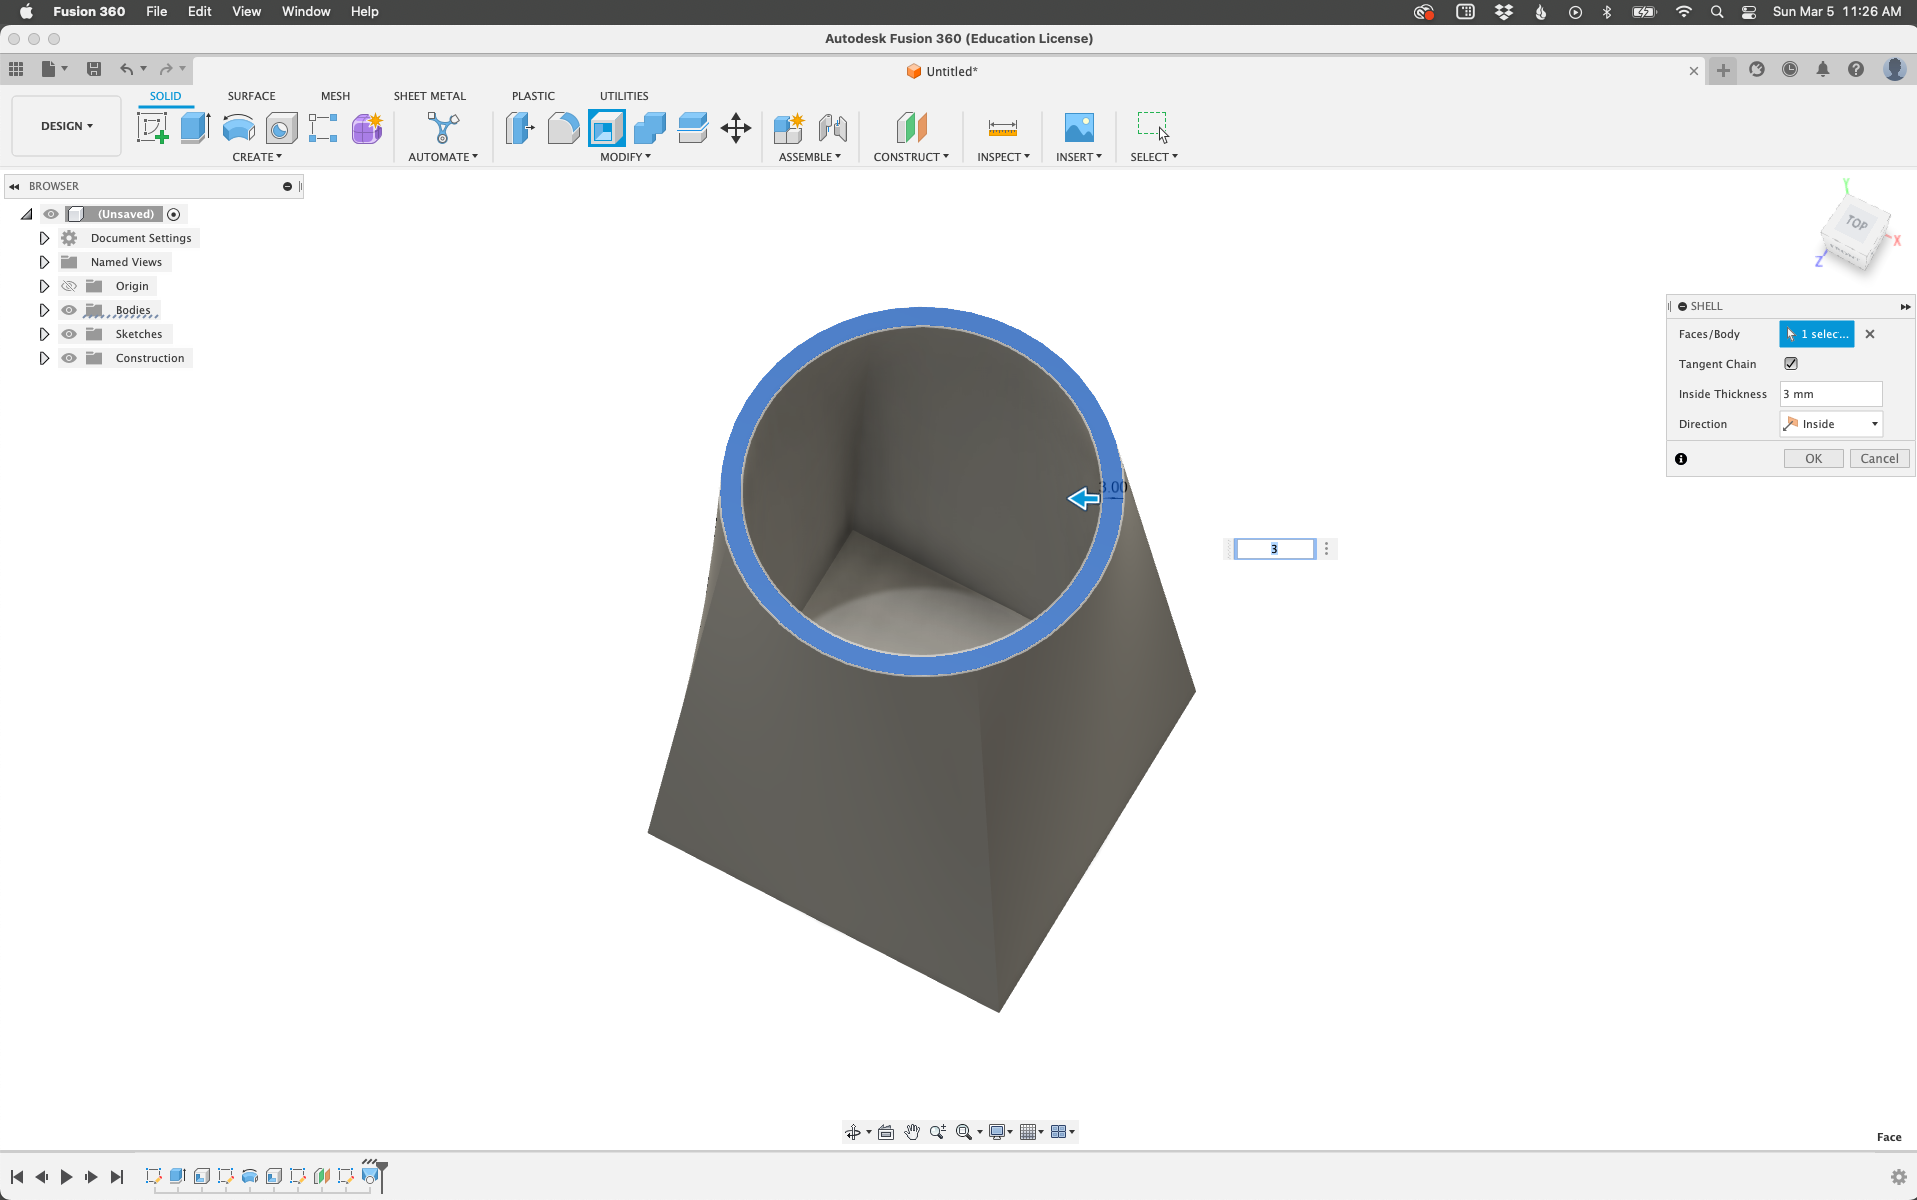 Fusion 360 File Edit View Window Help Sun Mar 5 11:26 AM
Autodesk Fusion 360 (Education License)
Untitled*
SOLID SURFACE MESH SHEET METAL PLASTIC UTILITIES
DESIGN
CREATE AUTOMATE MODIFY ASSEMBLE CONSTRUCT INSPECT INSERT SELECT
BROWSER
(Unsaved)
Document Settings
Named Views
Origin
Bodies
Sketches
Construction
Y
TOP
X
Z
SHELL
Faces/Body 1 selec...
Tangent Chain
Inside Thickness 3 mm
Direction Inside
OK Cancel
3.00
3
Face